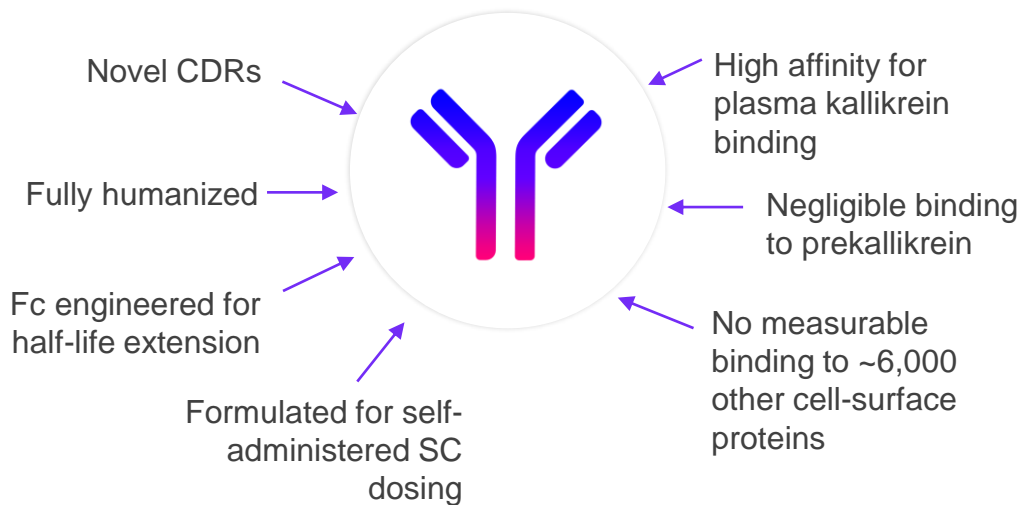 Novel CDRs
Fully humanized
Fc engineered for
half-life extension
Formulated for self-
administered SC
dosing
High affinity for
plasma kallikrein
binding
Negligible binding
to prekallikrein
No measurable
binding to ~6,000
other cell-surface
proteins